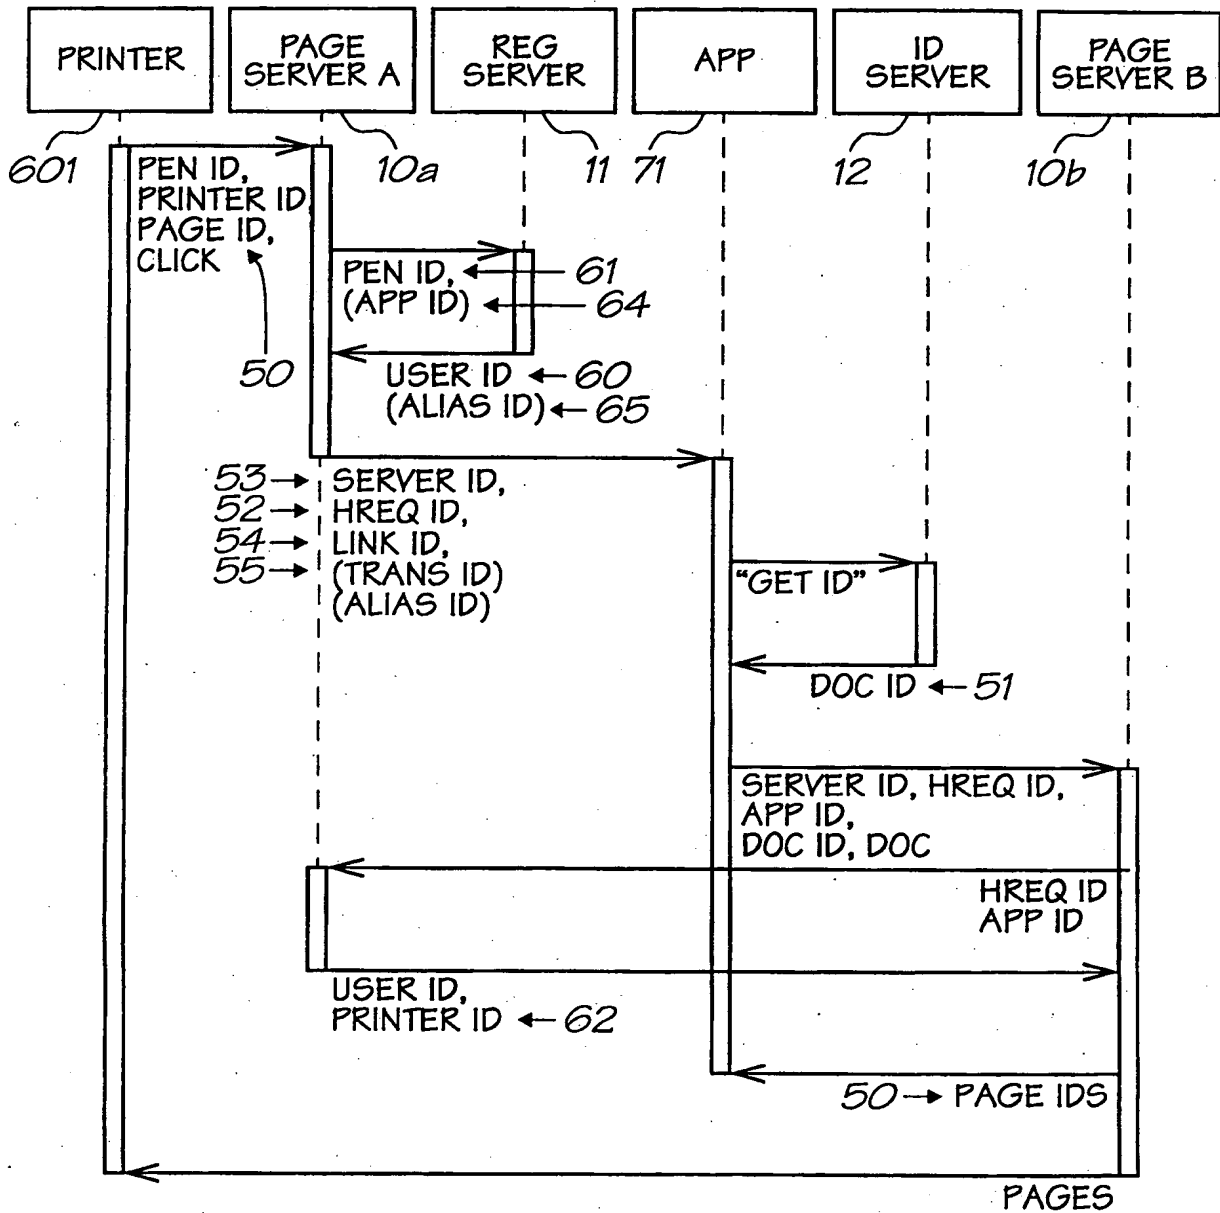 PRINTER
PAGE
SERVER A
REG
SERVER
APP
ID
SERVER
PAGE
SERVER B
601
10a
11
71
12
10b
PEN ID,
PRINTER ID
PAGE ID,
CLICK
50
PEN ID, 61
(APP ID) 64
USER ID 60
(ALIAS ID) 65
53 SERVER ID,
52 HREQ ID,
54 LINK ID,
55 (TRANS ID)
(ALIAS ID)
"GET ID"
DOC ID 51
SERVER ID, HREQ ID,
APP ID,
DOC ID, DOC
HREQ ID
APP ID
USER ID,
PRINTER ID 62
50 PAGE IDS
PAGES